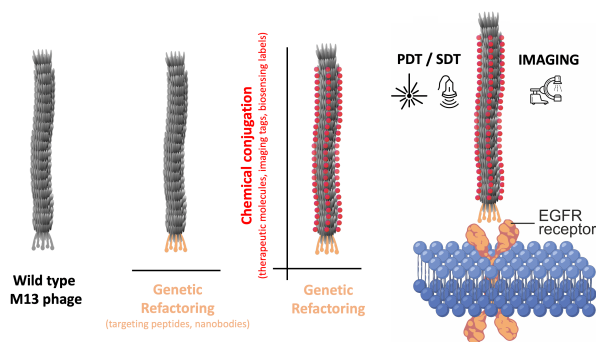 Wild type
M13 phage
Genetic
Refactoring
(targeting peptides, nanobodies)
Chemical conjugation
(therapeutic molecules, imaging tags, biosensing labels)
Genetic
Refactoring
PDT / SDT
IMAGING
EGFR
receptor